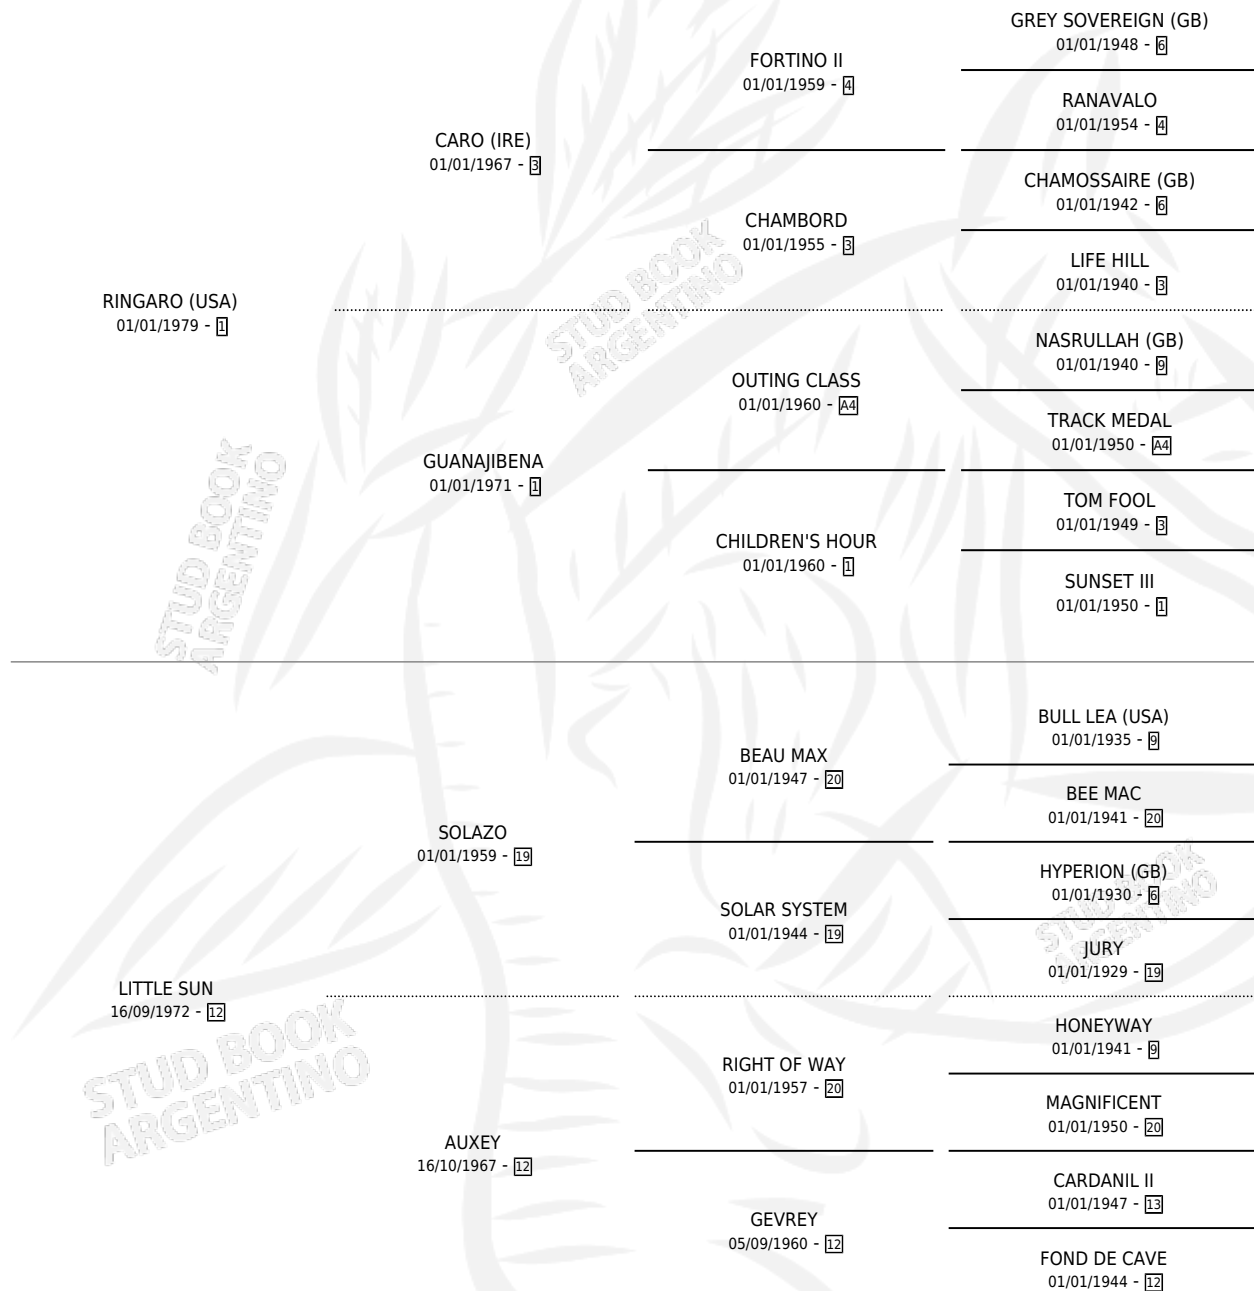 GREY SOVEREIGN (GB)
01/01/1948 - 6
FORTINO II
01/01/1959 - 4
RANAVALO
01/01/1954 - 4
CARO (IRE)
01/01/1967 - 3
CHAMOSSAIRE (GB)
01/01/1942 - 6
CHAMBORD
01/01/1955 - 3
LIFE HILL
01/01/1940 - 3
RINGARO (USA)
01/01/1979 - 1
STUD BOOK
ARGENTINO
NASRULLAH (GB)
01/01/1940 - 9
OUTING CLASS
01/01/1960 - A4
TRACK MEDAL
01/01/1950 - A4
GUANAJIBENA
01/01/1971 - 1
TOM FOOL
01/01/1949 - 3
CHILDREN'S HOUR
01/01/1960 - 1
SUNSET III
01/01/1950 - 1
STUD BOOK
ARGENTINO
BULL LEA (USA)
01/01/1935 - 9
BEAU MAX
01/01/1947 - 20
BEE MAC
01/01/1941 - 20
SOLAZO
01/01/1959 - 19
HYPERION (GB)
01/01/1930 - 6
SOLAR SYSTEM
01/01/1944 - 19
STUD BOOK
ARGENTINO
JURY
01/01/1929 - 19
LITTLE SUN
16/09/1972 - 12
STUD BOOK
ARGENTINO
HONEYWAY
01/01/1941 - 9
RIGHT OF WAY
01/01/1957 - 20
MAGNIFICENT
01/01/1950 - 20
AUXEY
16/10/1967 - 12
CARDANIL II
01/01/1947 - 13
GEVREY
05/09/1960 - 12
FOND DE CAVE
01/01/1944 - 12